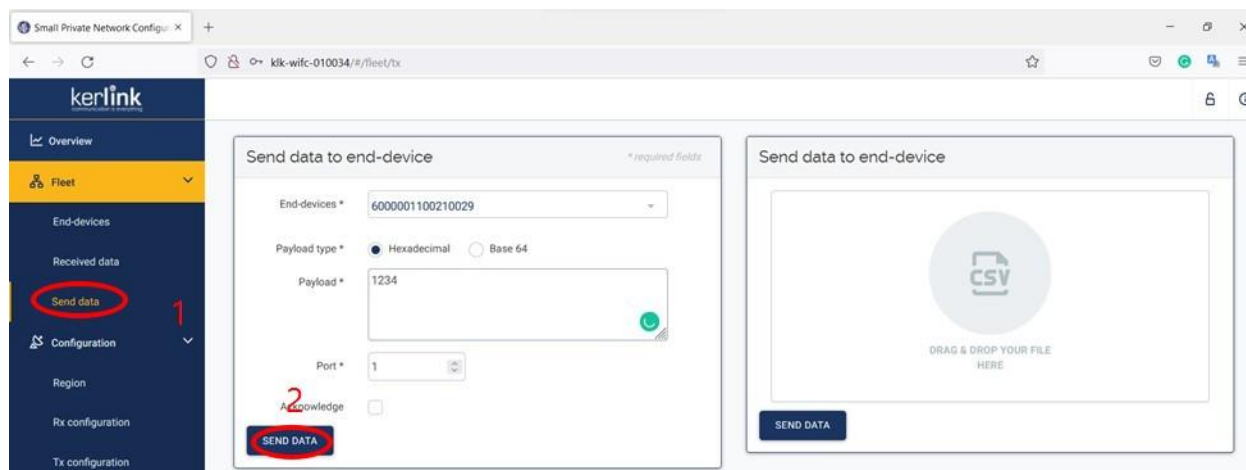 Small Private Network Configu
klk-wifc-010034/#/fleet/tx
kerlink
communication is everything
Overview
Fleet
End-devices
Received data
Send data
1
Configuration
Region
Rx configuration
Tx configuration
Send data to end-device
* required fields
End-devices *
6000001100210029
Payload type *
Hexadecimal
Base 64
Payload *
1234
Port *
1
Acknowledge
2
SEND DATA
Send data to end-device
CSV
DRAG & DROP YOUR FILE
HERE
SEND DATA